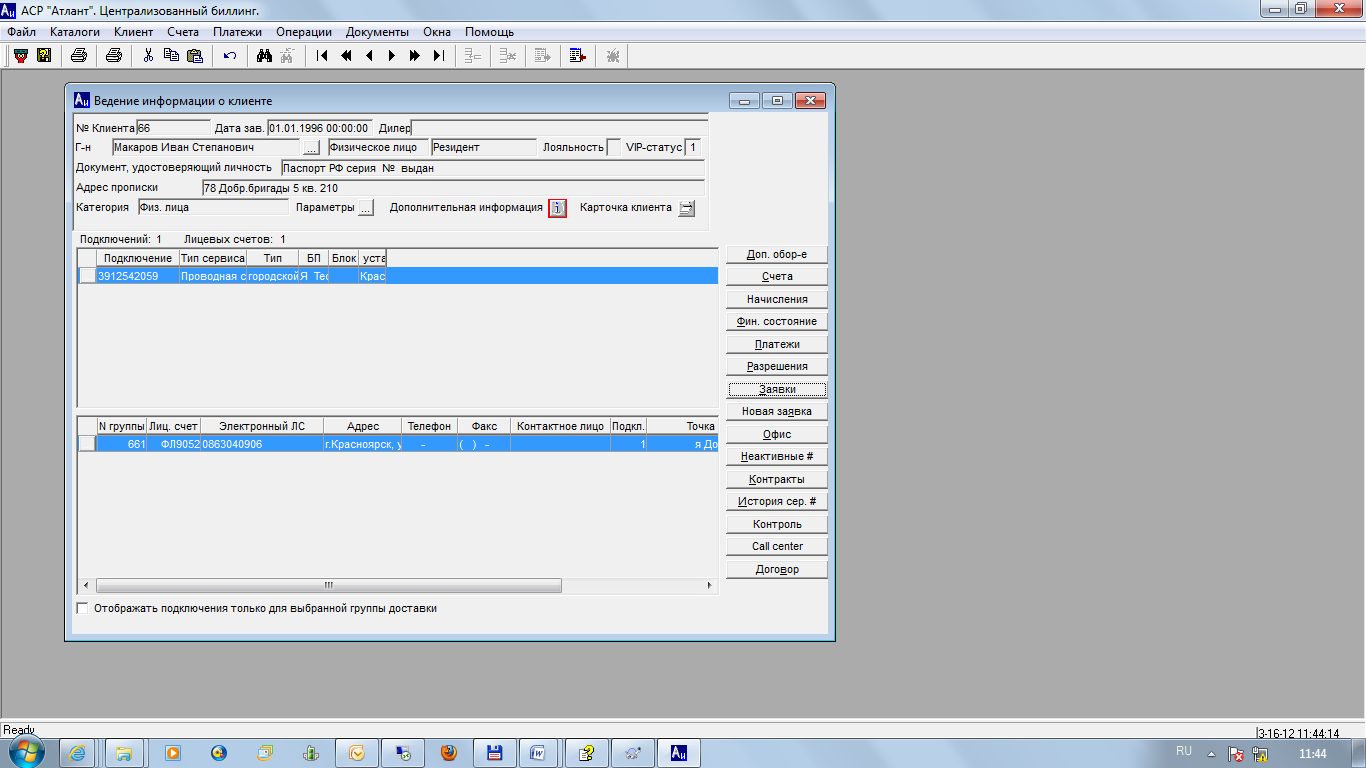 АСР "Атлант". Централизованный биллинг.
Файл Каталоги Клиент Счета Платежи Операции Документы Окна Помощь
Ведение информации о клиенте
№ Клиента 66 Дата зав. 01.01.1996 00:00:00 Дилер
Г-н Макаров Иван Степанович ... Физическое лицо Резидент Лояльность VIP-статус 1
Документ, удостоверяющий личность Паспорт РФ серия № выдан
Адрес прописки 78 Добр.бригады 5 кв. 210
Категория Физ. лица Параметры ... Дополнительная информация Карточка клиента
Подключений: 1 Лицевых счетов: 1
Подключение Тип сервиса Тип БП Блок уста
3912542059 Проводная с городской Я Тес Крас
Доп. обор-е
Счета
Начисления
Фин. состояние
Платежи
Разрешения
Заявки
Новая заявка
Офис
Неактивные #
Контракты
История сер. #
Контроль
Call center
Договор
N группы Лиц. счет Электронный ЛС Адрес Телефон Факс Контактное лицо Подкл. Точка
661 ФЛ9052 0863040906 г.Красноярск, у - ( ) - 1 я До
Отображать подключения только для выбранной группы доставки
Ready
3-16-12 11:44:14
RU 11:44